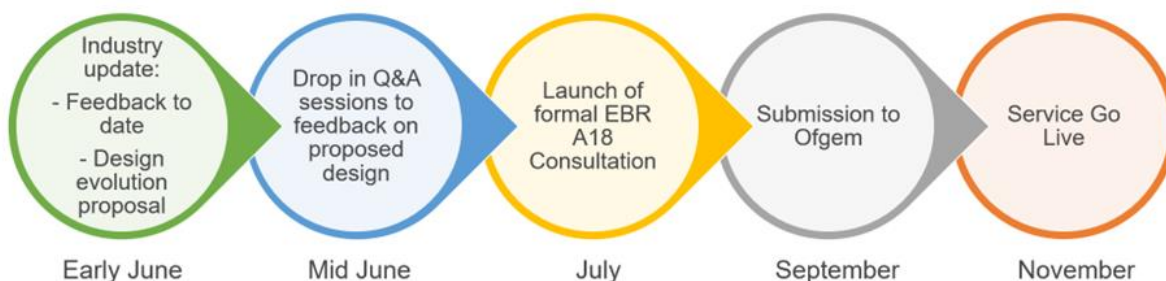 Industry
update:
- Feedback to
date
- Design
evolution
proposal
Drop in Q&A
sessions to
feedback on
proposed
design
Launch of
formal EBR
A18
Consultation
Submission to
Ofgem
Service Go
Live
Early June
Mid June
July
September
November